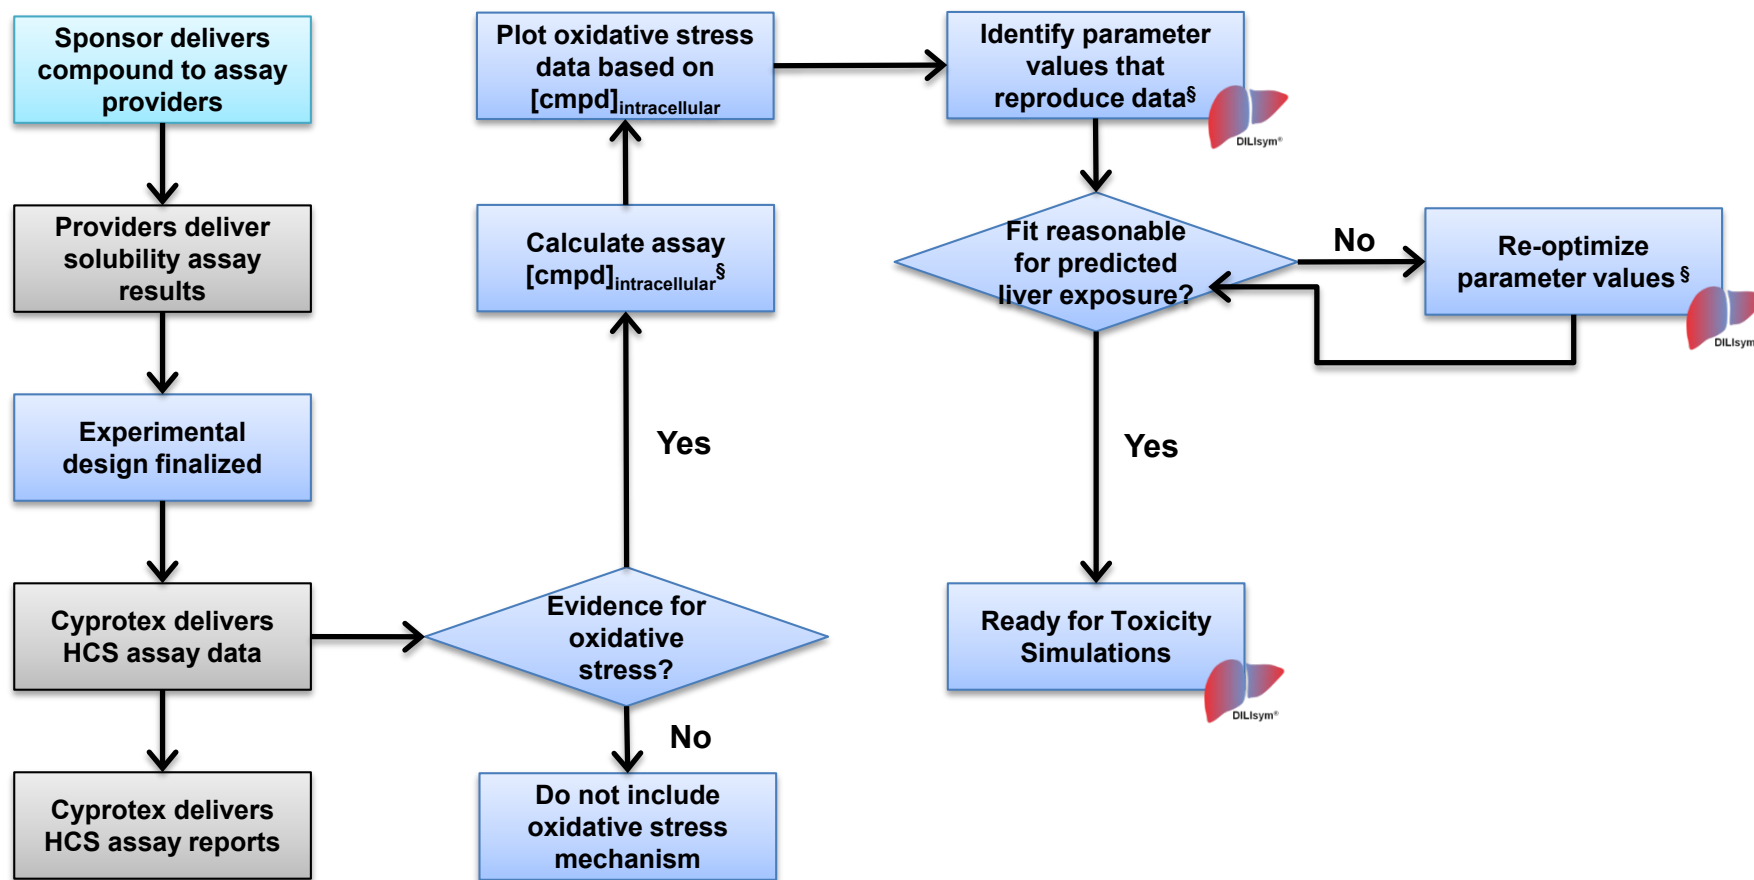 Sponsor delivers
compound to assay
providers
Providers deliver
solubility assay
results
Experimental
design finalized
Cyprotex delivers
HCS assay data
Cyprotex delivers
HCS assay reports
Plot oxidative stress
data based on
[cmpd]intracellular
Calculate assay
[cmpd]intracellular§
Yes
Evidence for
oxidative
stress?
No
Do not include
oxidative stress
mechanism
Identify parameter
values that
reproduce data§
DILIsym®
Fit reasonable
for predicted
liver exposure?
No
Re-optimize
parameter values §
DILIsym
Yes
Ready for Toxicity
Simulations
DILIsym®